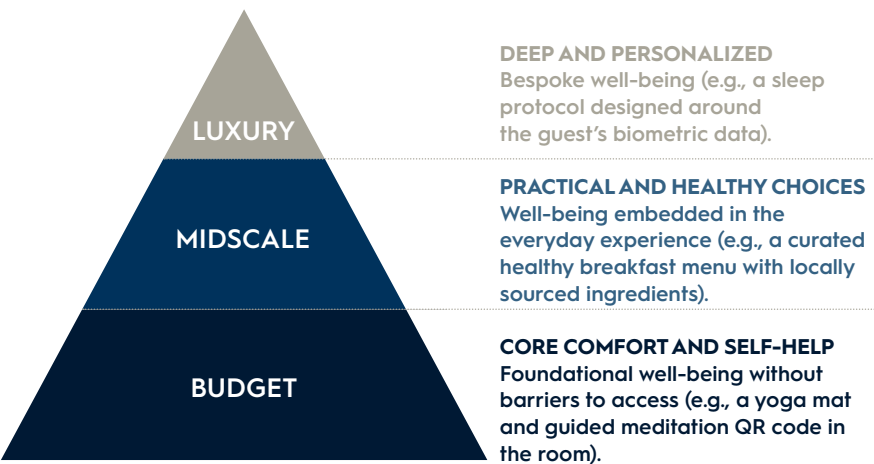 LUXURY
DEEP AND PERSONALIZED
Bespoke well-being (e.g., a sleep
protocol designed around
the guest's biometric data).
MIDSCALE
PRACTICAL AND HEALTHY CHOICES
Well-being embedded in the
everyday experience (e.g., a curated
healthy breakfast menu with locally
sourced ingredients).
BUDGET
CORE COMFORT AND SELF-HELP
Foundational well-being without
barriers to access (e.g., a yoga mat
and guided meditation QR code in
the room).